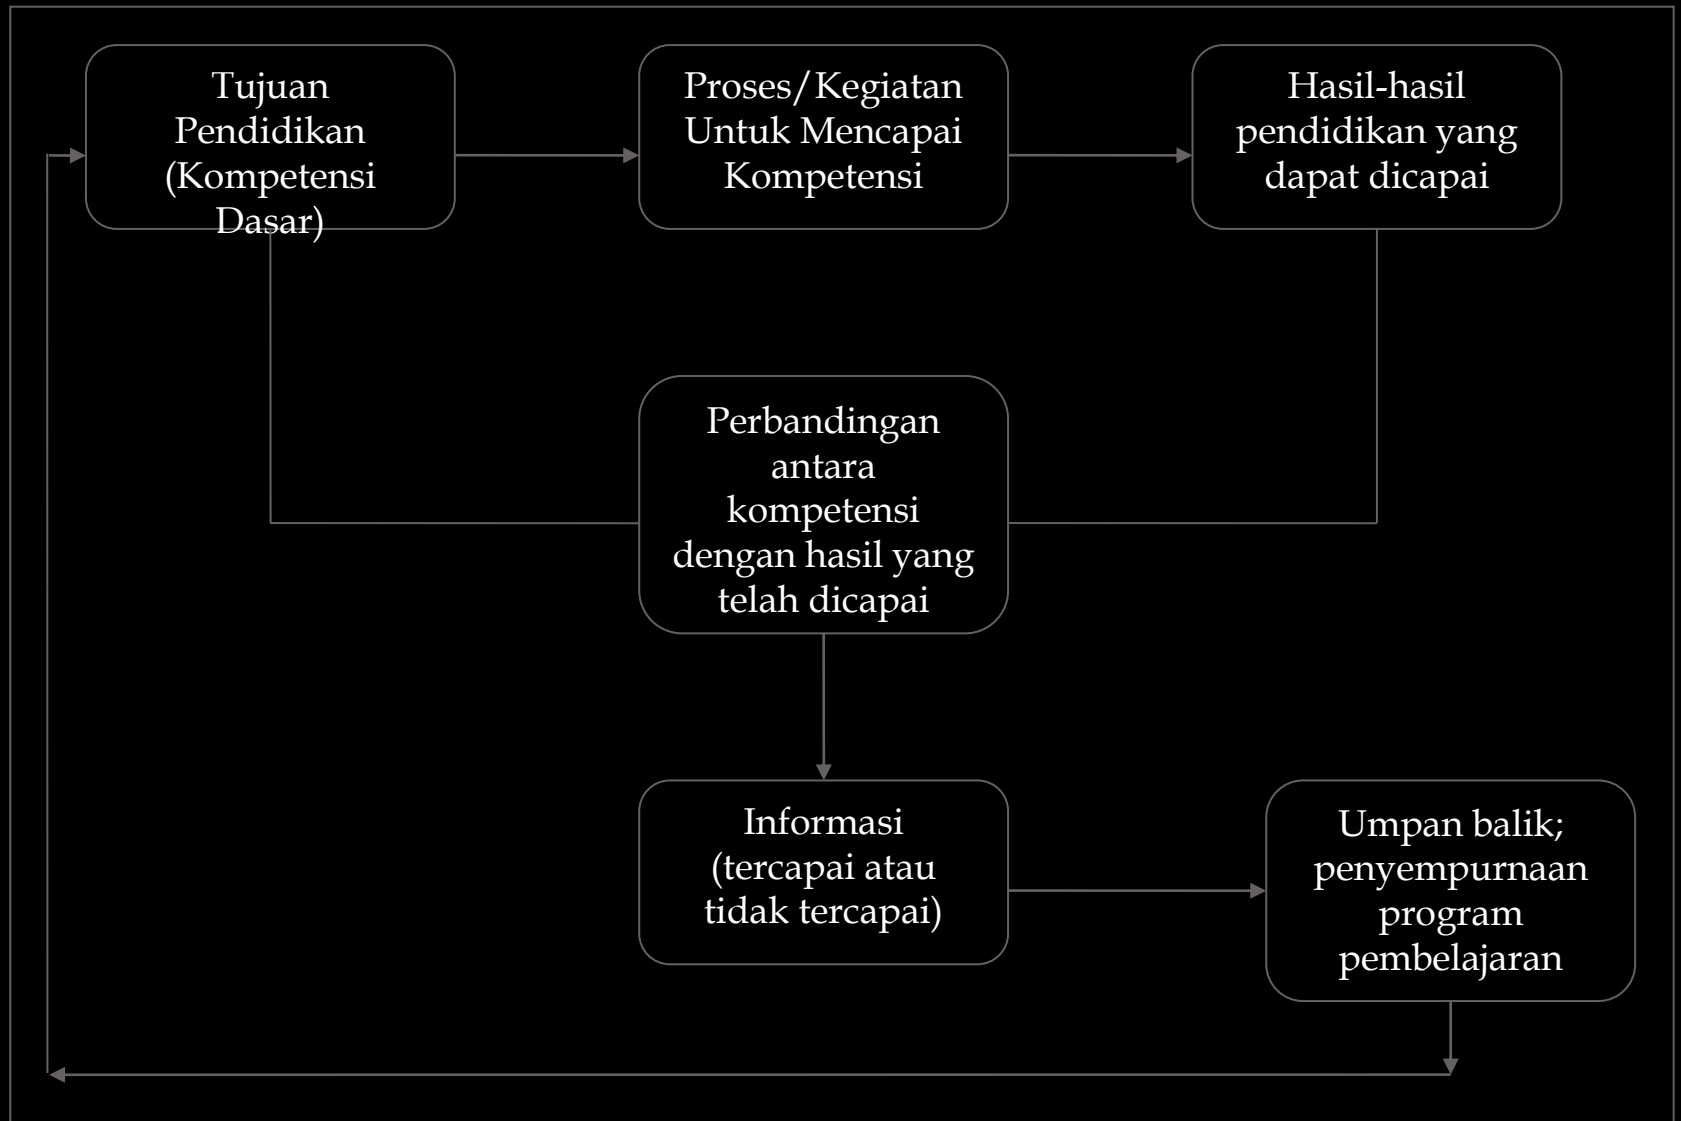 Tujuan
Pendidikan
(Kompetensi
Dasar)
Proses/Kegiatan
Untuk Mencapai
Kompetensi
Hasil-hasil
pendidikan yang
dapat dicapai
Perbandingan
antara
kompetensi
dengan hasil yang
telah dicapai
Informasi
(tercapai atau
tidak tercapai)
Umpan balik;
penyempurnaan
program
pembelajaran